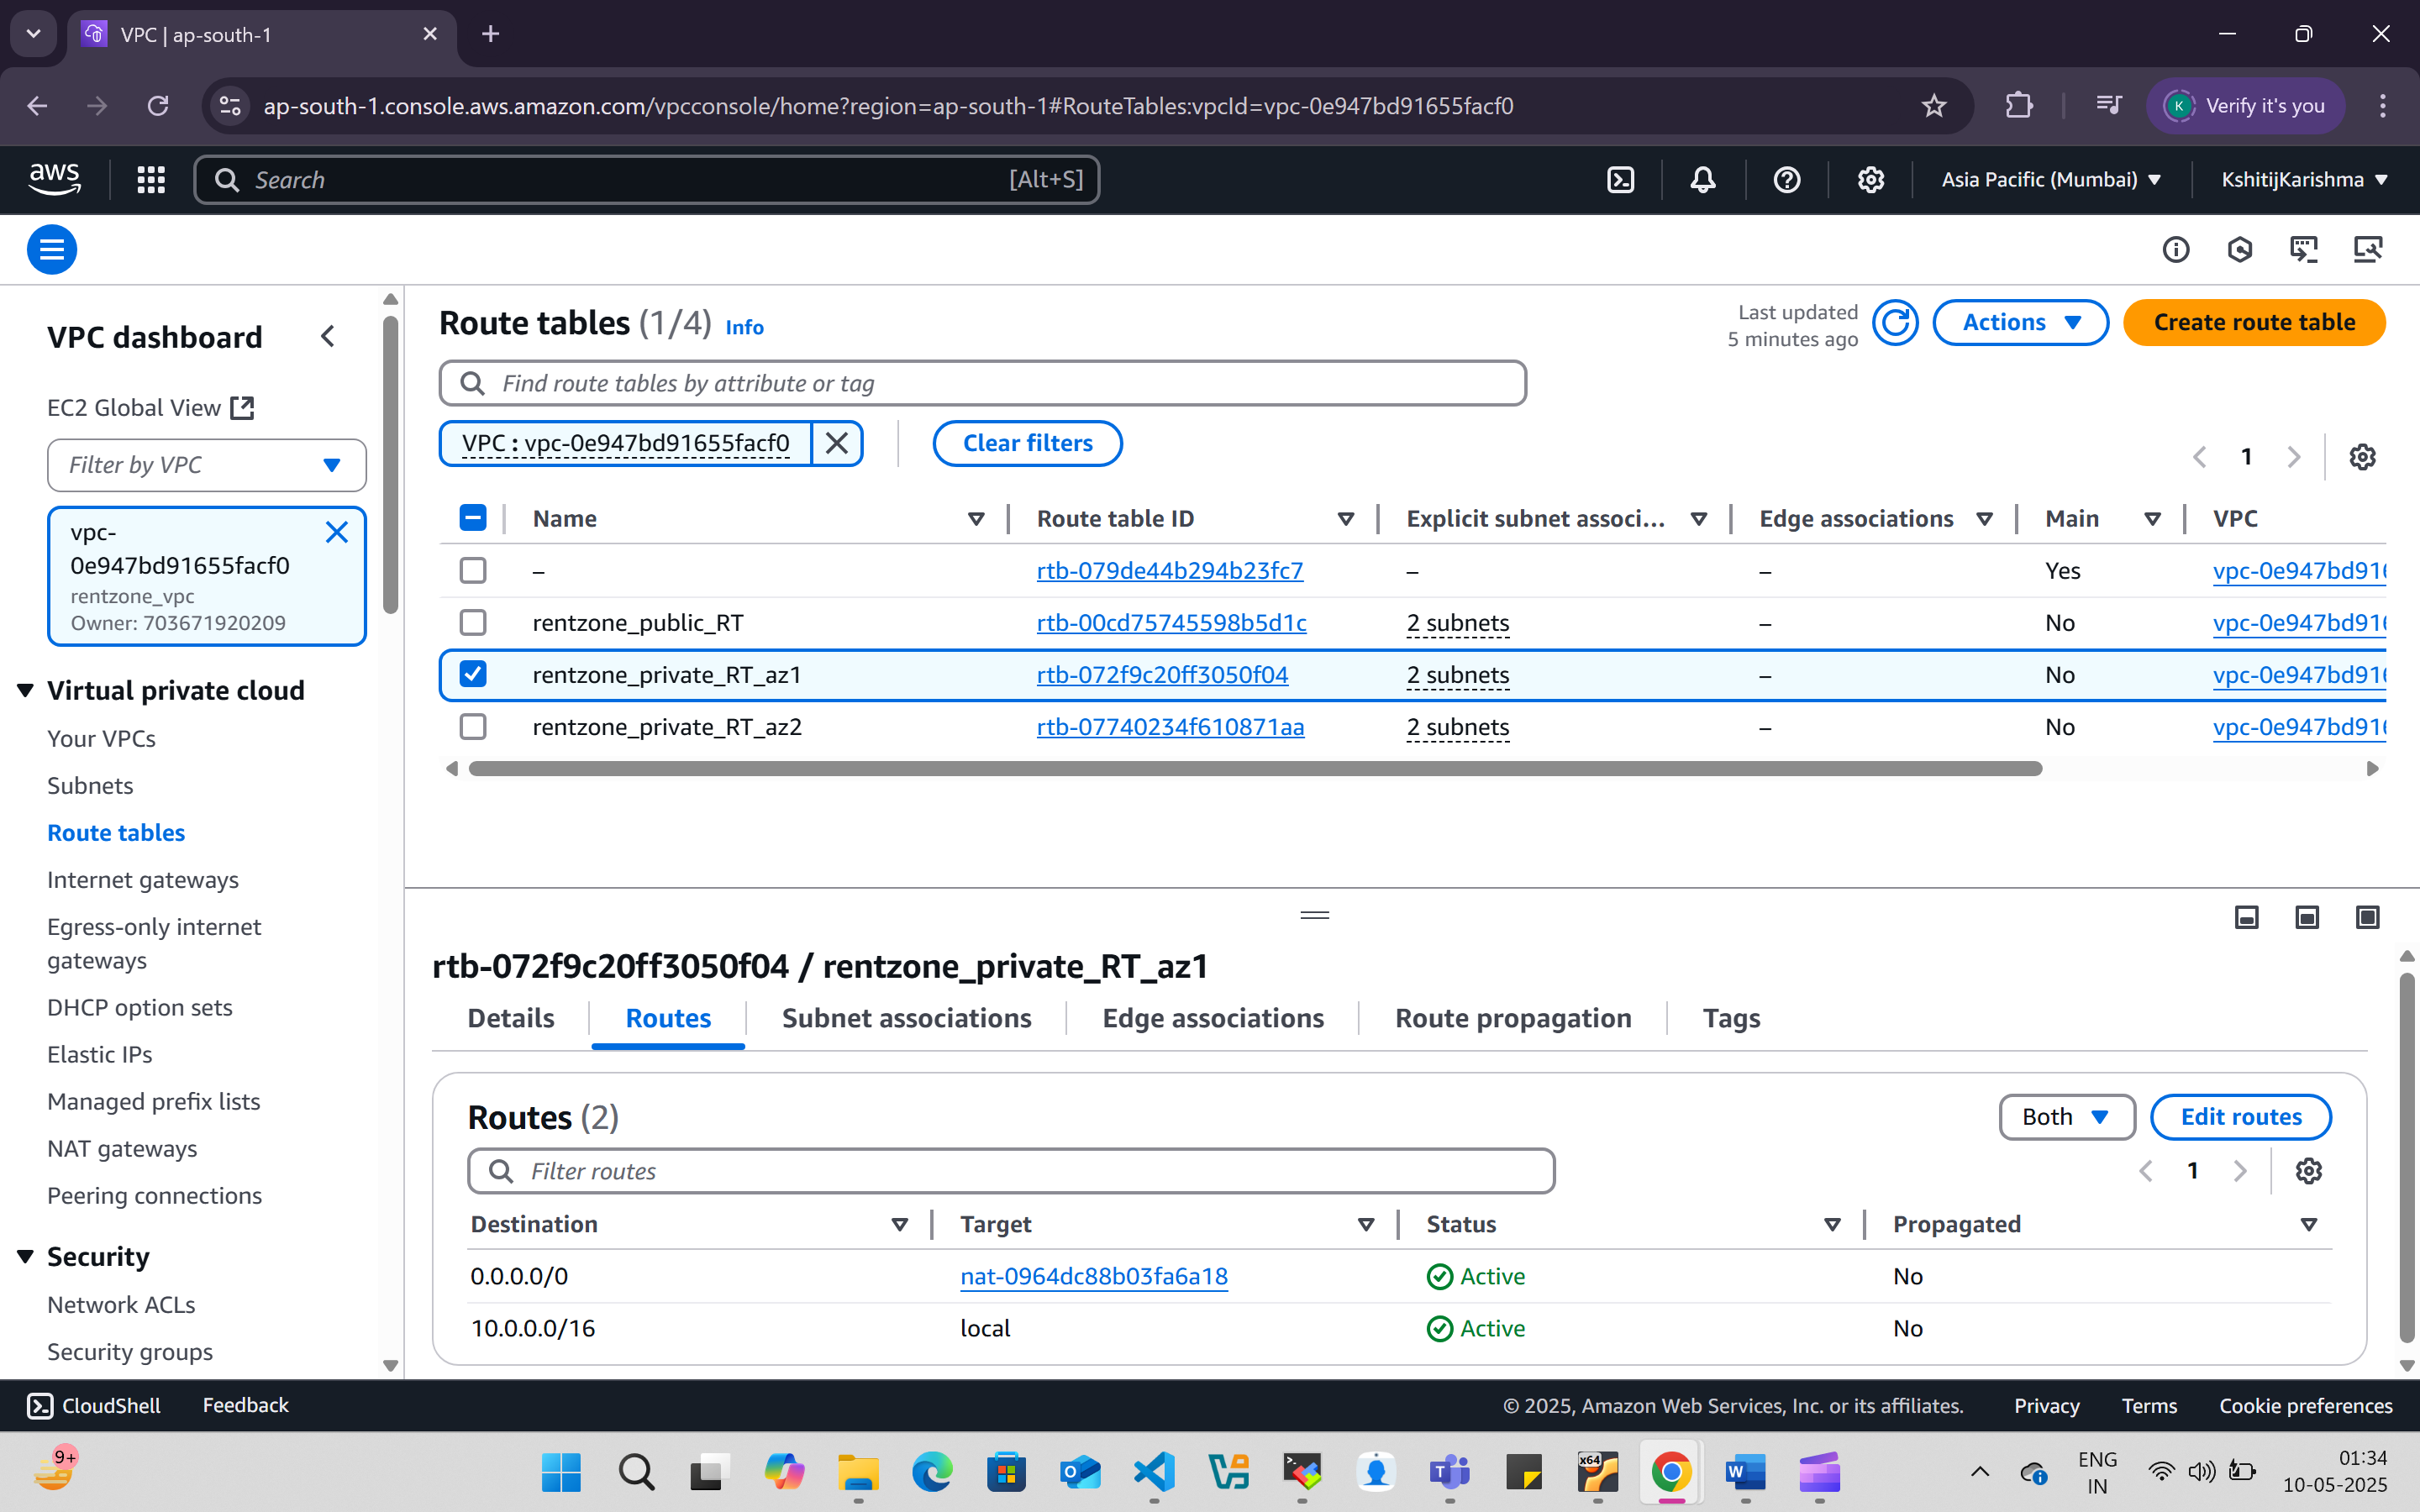 VPC | ap-south-1
ap-south-1.console.aws.amazon.com/vpcconsole/home?region=ap-south-1#RouteTables:vpcId=vpc-0e947bd91655facf0
K Verify it's you
aws
Search [Alt+S]
Asia Pacific (Mumbai)
KshitijKarishma
VPC dashboard
EC2 Global View
Filter by VPC
vpc-
0e947bd91655facf0
rentzone_vpc
Owner: 703671920209
Virtual private cloud
Your VPCs
Subnets
Route tables
Internet gateways
Egress-only internet
gateways
DHCP option sets
Elastic IPs
Managed prefix lists
NAT gateways
Peering connections
Security
Network ACLs
Security groups
Route tables (1/4) Info
Last updated
5 minutes ago
Actions
Create route table
Find route tables by attribute or tag
VPC : vpc-0e947bd91655facf0
Clear filters
1
Name Route table ID Explicit subnet associ... Edge associations Main VPC
– rtb-079de44b294b23fc7 – – Yes vpc-0e947bd916
rentzone_public_RT rtb-00cd75745598b5d1c 2 subnets – No vpc-0e947bd916
rentzone_private_RT_az1 rtb-072f9c20ff3050f04 2 subnets – No vpc-0e947bd916
rentzone_private_RT_az2 rtb-07740234f610871aa 2 subnets – No vpc-0e947bd916
rtb-072f9c20ff3050f04 / rentzone_private_RT_az1
Details Routes Subnet associations Edge associations Route propagation Tags
Routes (2)
Both
Edit routes
Filter routes
1
Destination Target Status Propagated
0.0.0.0/0 nat-0964dc88b03fa6a18 Active No
10.0.0.0/16 local Active No
CloudShell Feedback
© 2025, Amazon Web Services, Inc. or its affiliates. Privacy Terms Cookie preferences
9+
x64
ENG
IN
01:34
10-05-2025